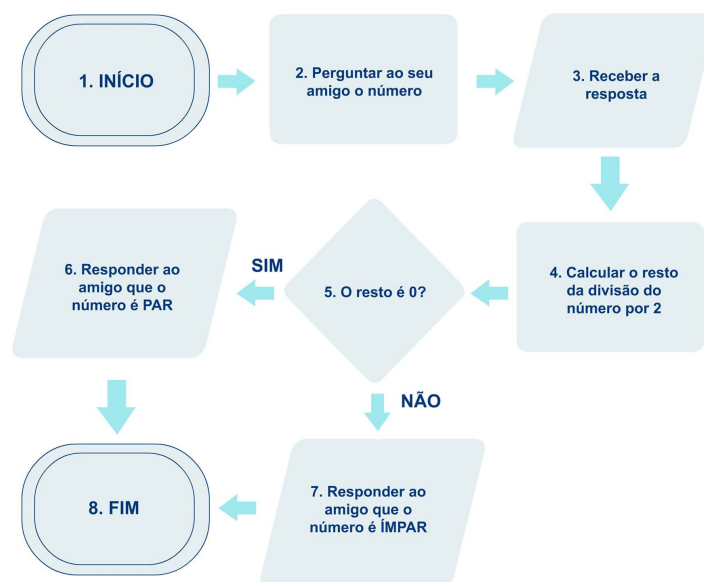 1. INÍCIO
2. Perguntar ao seu
amigo o número
3. Receber a
resposta
4. Calcular o resto
da divisão do
número por 2
5. O resto é 0?
SIM
6. Responder ao
amigo que o
número é PAR
NÃO
7. Responder ao
amigo que o
número é ÍMPAR
8. FIM